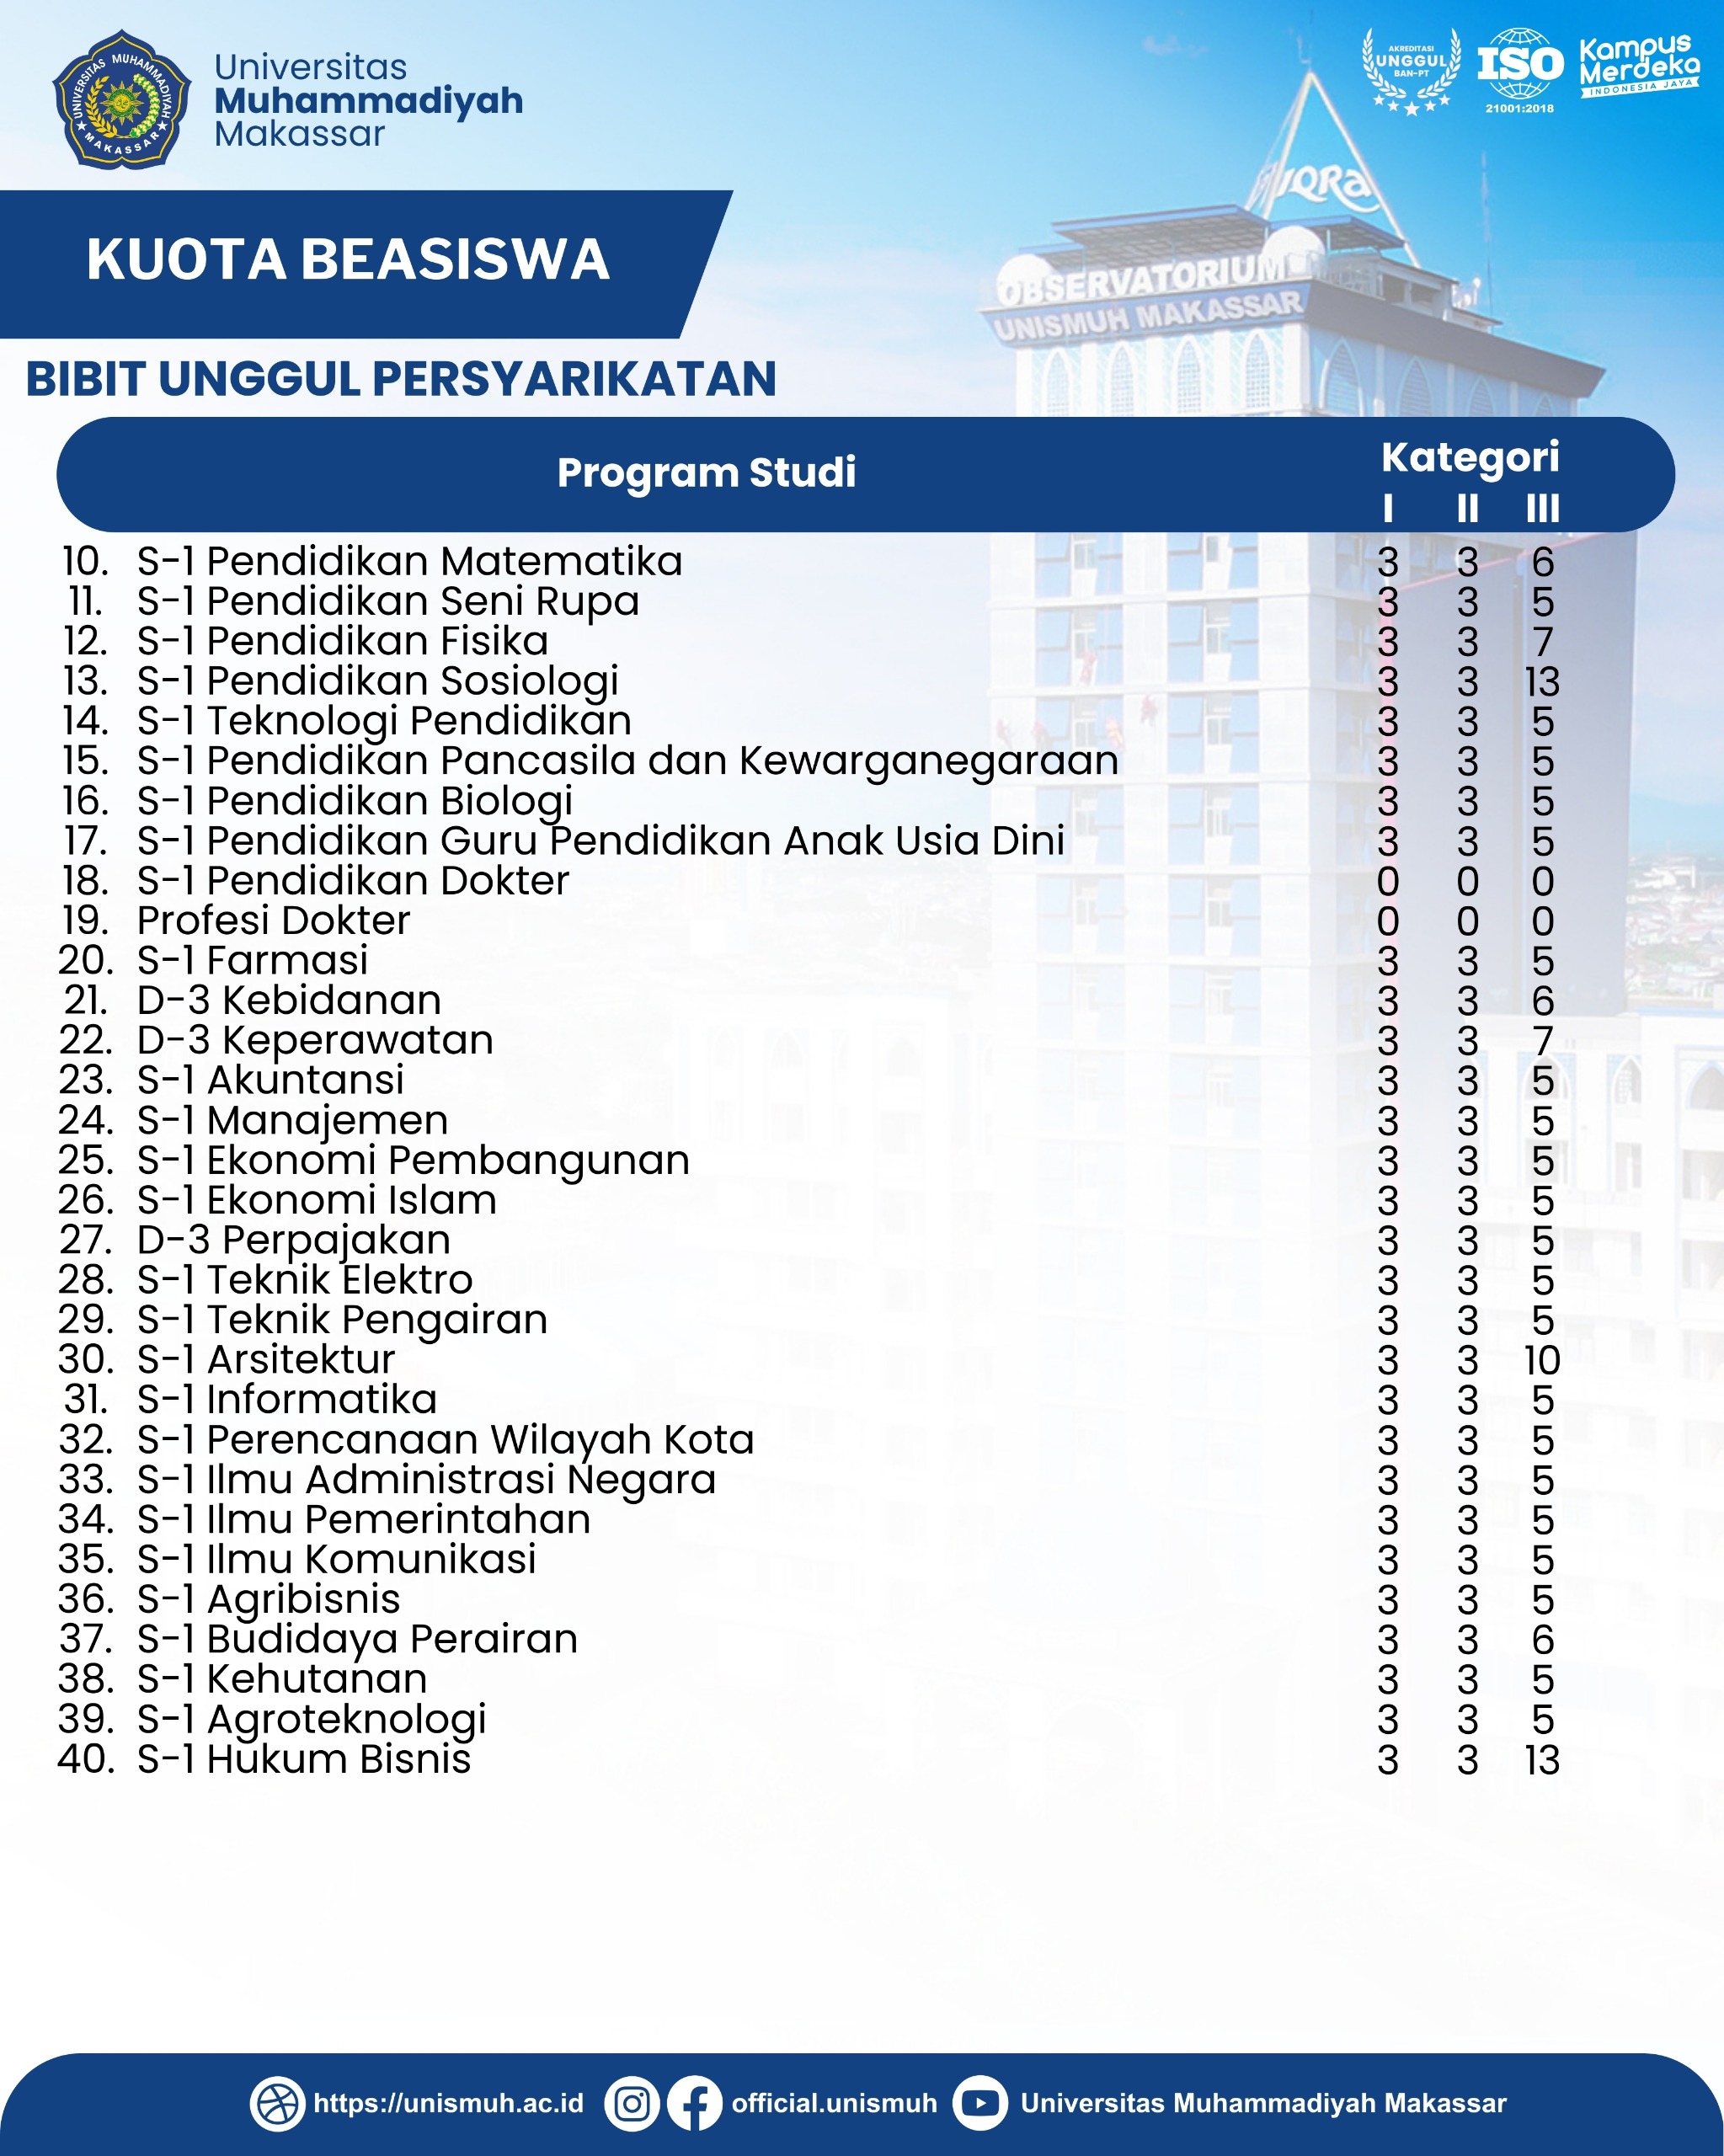 UNIVERSITAS MUHAMMADIYAH
MAKASSAR
Universitas
Muhammadiyah
Makassar
AKREDITASI
UNGGUL
BAN-PT
ISO
21001:2018
Kampus
Merdeka
INDONESIA JAYA
IQRa
OBSERVATORIUM
UNISMUH MAKASSAR
KUOTA BEASISWA
BIBIT UNGGUL PERSYARIKATAN
Program Studi Kategori
I II III
10. S-1 Pendidikan Matematika 3 3 6
11. S-1 Pendidikan Seni Rupa 3 3 5
12. S-1 Pendidikan Fisika 3 3 7
13. S-1 Pendidikan Sosiologi 3 3 13
14. S-1 Teknologi Pendidikan 3 3 5
15. S-1 Pendidikan Pancasila dan Kewarganegaraan 3 3 5
16. S-1 Pendidikan Biologi 3 3 5
17. S-1 Pendidikan Guru Pendidikan Anak Usia Dini 3 3 5
18. S-1 Pendidikan Dokter 0 0 0
19. Profesi Dokter 0 0 0
20. S-1 Farmasi 3 3 5
21. D-3 Kebidanan 3 3 6
22. D-3 Keperawatan 3 3 7
23. S-1 Akuntansi 3 3 5
24. S-1 Manajemen 3 3 5
25. S-1 Ekonomi Pembangunan 3 3 5
26. S-1 Ekonomi Islam 3 3 5
27. D-3 Perpajakan 3 3 5
28. S-1 Teknik Elektro 3 3 5
29. S-1 Teknik Pengairan 3 3 5
30. S-1 Arsitektur 3 3 10
31. S-1 Informatika 3 3 5
32. S-1 Perencanaan Wilayah Kota 3 3 5
33. S-1 Ilmu Administrasi Negara 3 3 5
34. S-1 Ilmu Pemerintahan 3 3 5
35. S-1 Ilmu Komunikasi 3 3 5
36. S-1 Agribisnis 3 3 5
37. S-1 Budidaya Perairan 3 3 6
38. S-1 Kehutanan 3 3 5
39. S-1 Agroteknologi 3 3 5
40. S-1 Hukum Bisnis 3 3 13
https://unismuh.ac.id official.unismuh Universitas Muhammadiyah Makassar